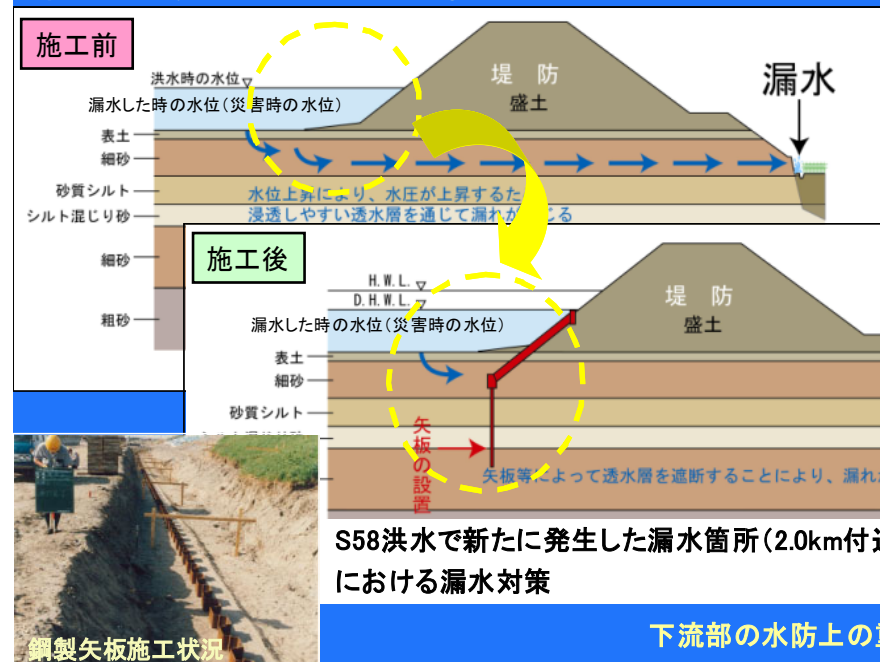 施工前
洪水時の水位
漏水した時の水位(災害時の水位)
堤 防
盛土
漏水
表土
細砂
砂質シルト
シルト混じり砂
細砂
粗砂
水位上昇により、水圧が上昇するた
浸透しやすい透水層を通じて漏れが
じる
施工後
H.W.L.
D.H.W.L.
漏水した時の水位(災害時の水位)
堤 防
盛土
表土
細砂
砂質シルト
矢板の設置
矢板等によって透水層を遮断することにより、漏れ
S58洪水で新たに発生した漏水箇所(2.0km付近
における漏水対策
鋼製矢板施工状況
下流部の水防上の